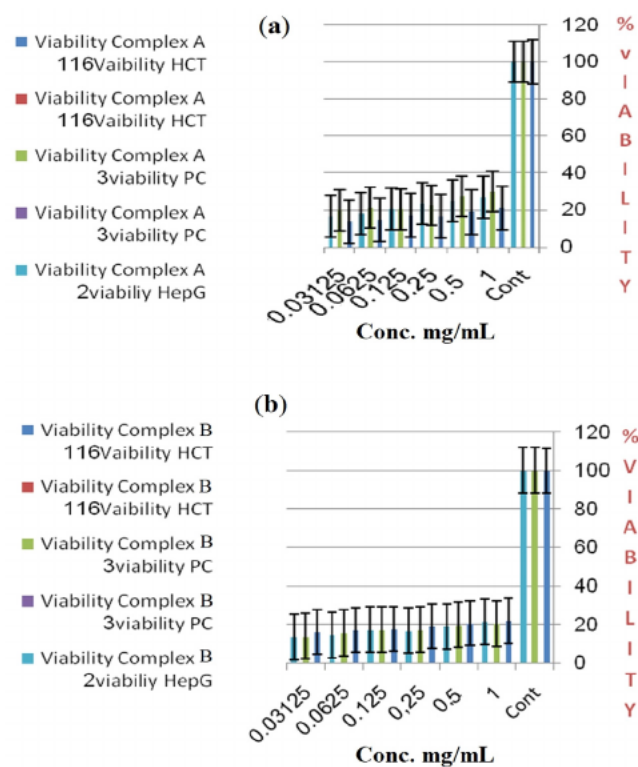 (a)
Viability Complex A
116Vaibility HCT
Viability Complex A
116Vaibility HCT
Viability Complex A
3viability PC
Viability Complex A
3viability PC
Viability Complex A
2viabiliy HepG
120
100
80
60
40
20
0
% vIABILITY
0.03125
0.0625
0.125
0.25
0.5
1
Cont
Conc. mg/mL
(b)
Viability Complex B
116Vaibility HCT
Viability Complex B
116Vaibility HCT
Viability Complex B
3viability PC
Viability Complex B
3viability PC
Viability Complex B
2viabiliy HepG
120
100
80
60
40
20
0
% VIABILITY
0.03125
0.0625
0.125
0,25
0.5
1
Cont
Conc. mg/mL